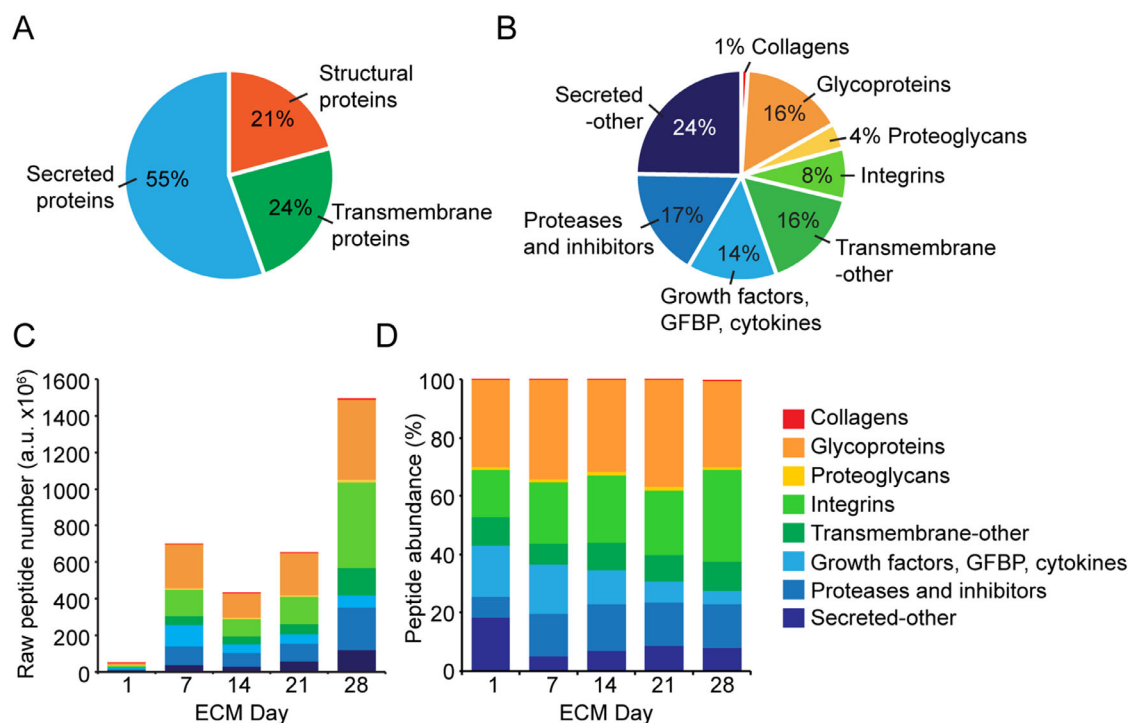 A
Structural
proteins
21%
Secreted
proteins
55%
24%
Transmembrane
proteins
B
1% Collagens
Glycoproteins
16%
4% Proteoglycans
8%
Integrins
16%
Transmembrane
-other
14%
Growth factors,
GFBP, cytokines
17%
Proteases
and inhibitors
24%
Secreted
-other
C
Raw peptide number (a.u. x10⁶)
1600
1400
1200
1000
800
600
400
200
0
1 7 14 21 28
ECM Day
D
Peptide abundance (%)
100
80
60
40
20
0
1 7 14 21 28
ECM Day
Collagens
Glycoproteins
Proteoglycans
Integrins
Transmembrane-other
Growth factors, GFBP, cytokines
Proteases and inhibitors
Secreted-other